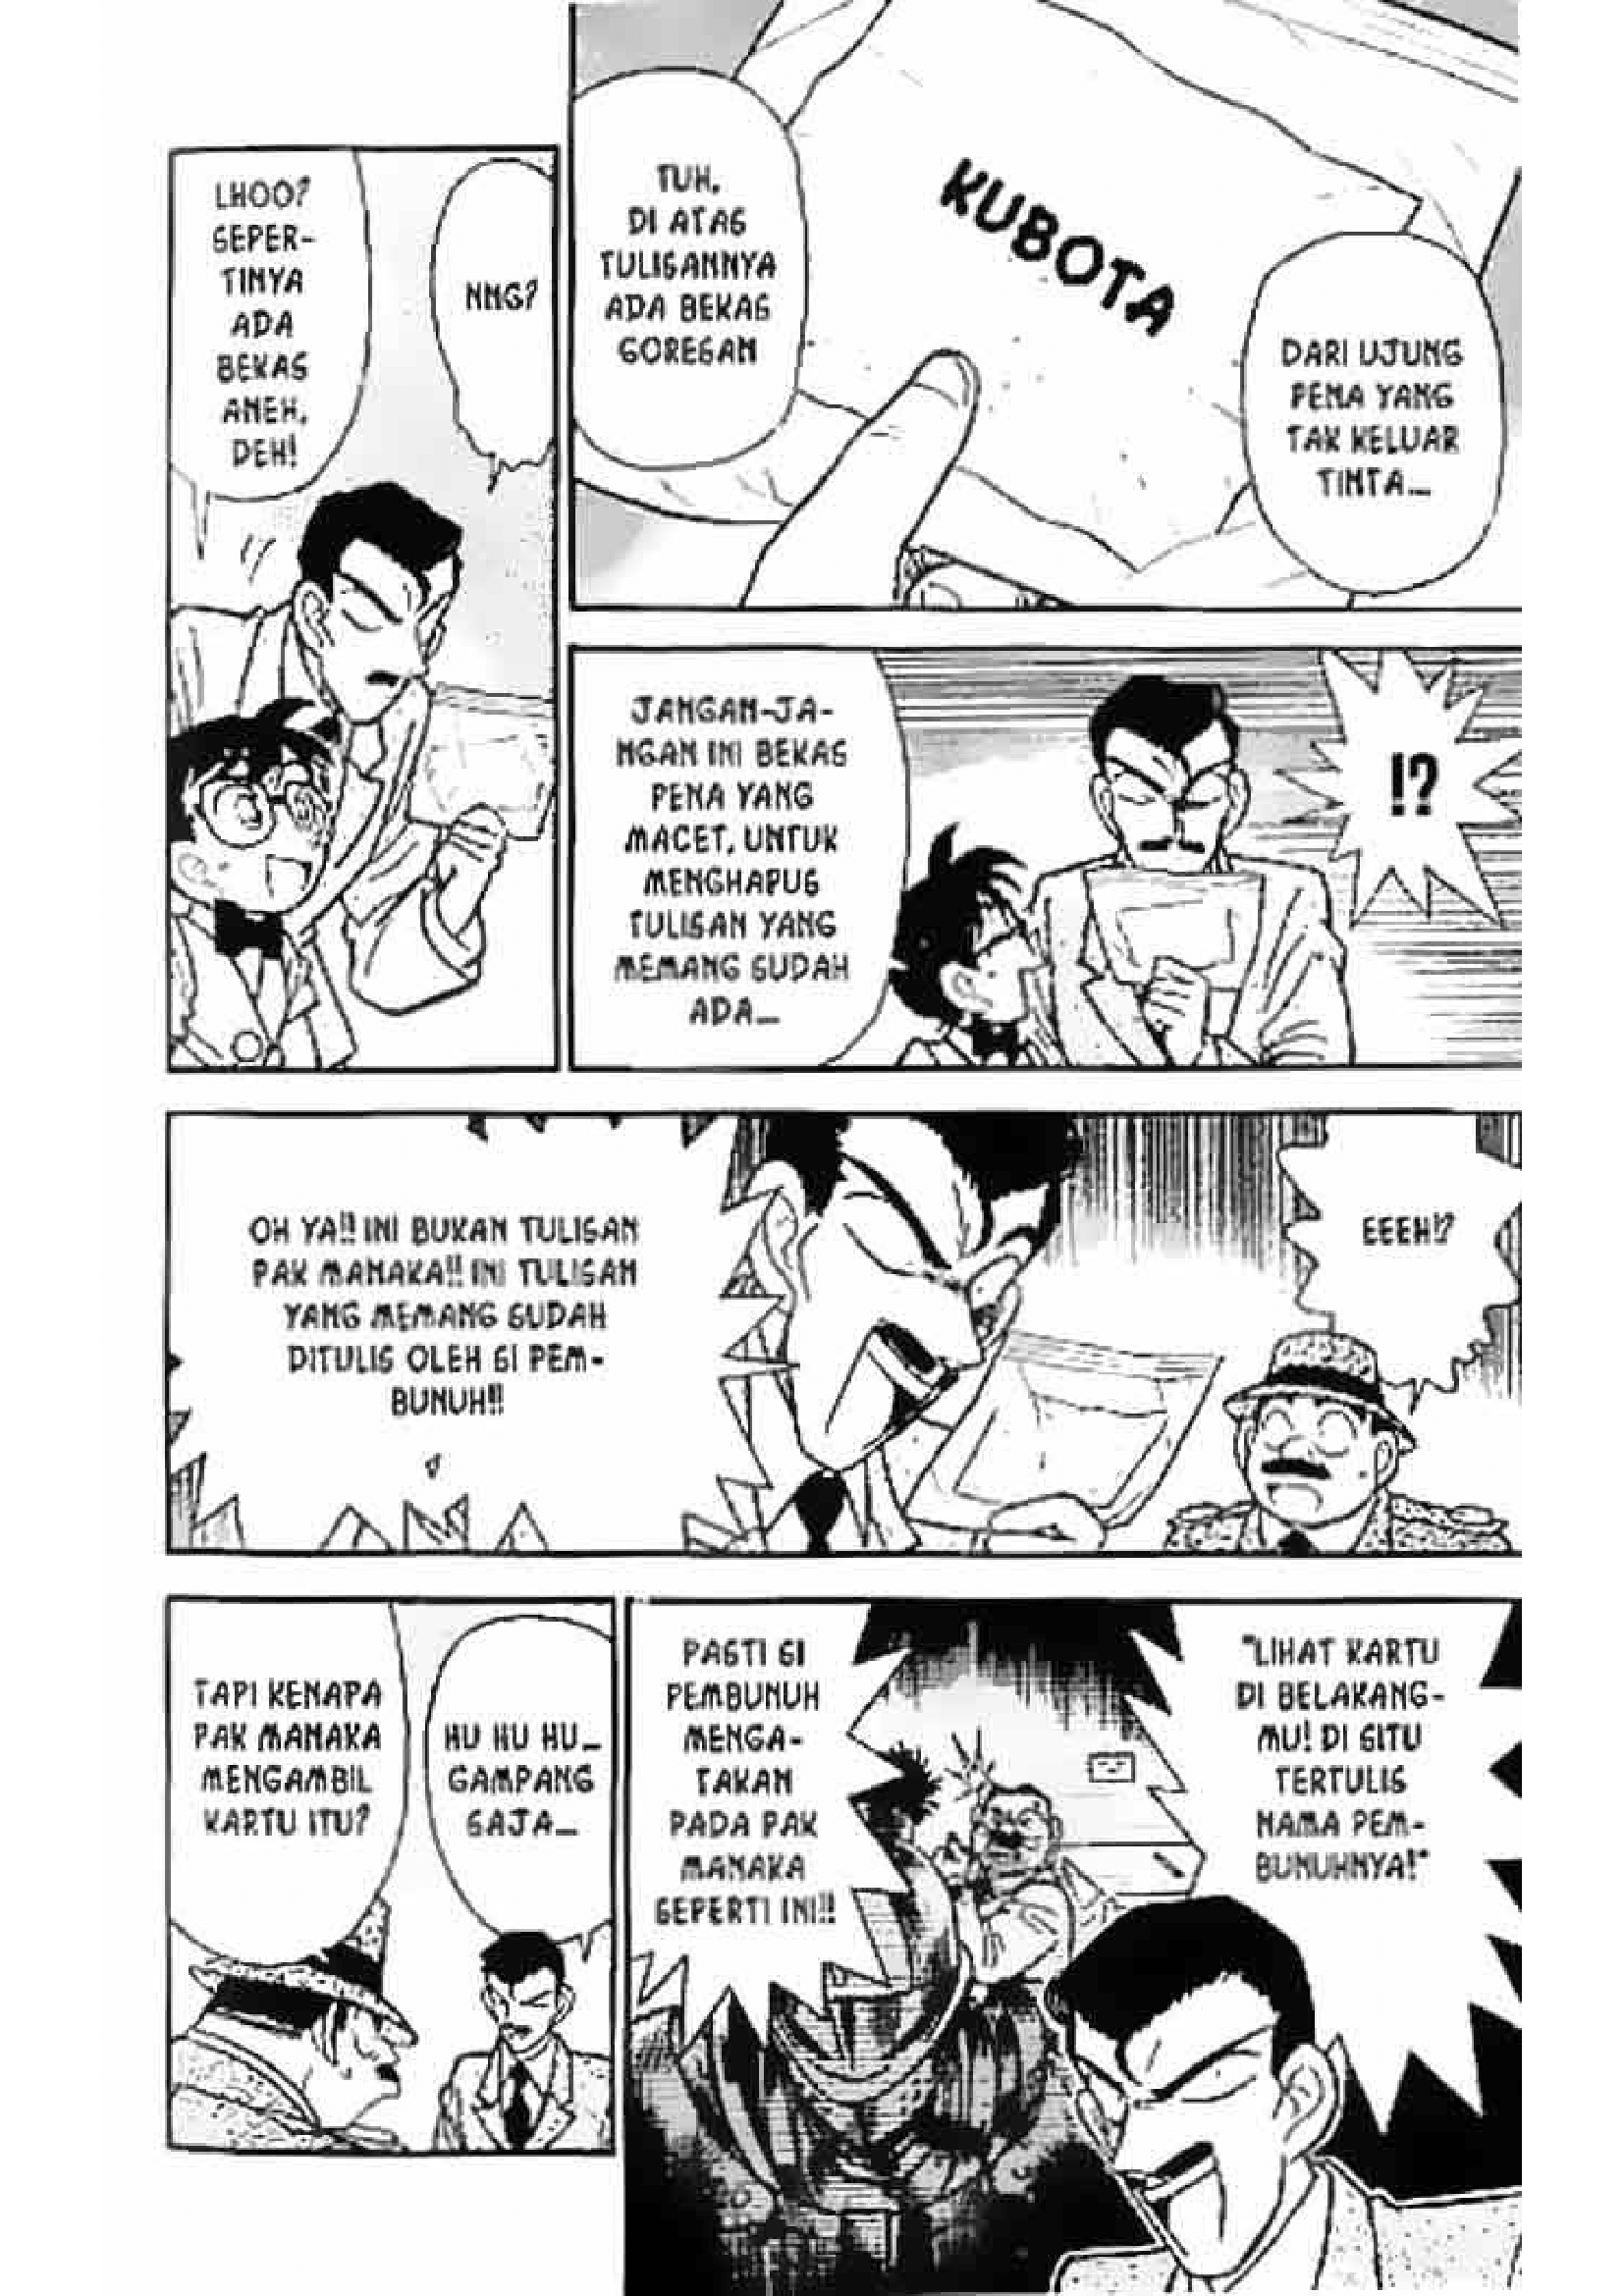 LHOO?
SEPER-
TINYA
ADA
BEKAS
ANEH,
DEH!
NNG?
TUH,
DI ATAS
TULISANNYA
ADA BEKAS
GORESAN
KUBOTA
DARI UJUNG
PENA YANG
TAK KELUAR
TINTA...
JANGAN-JA-
NGAN INI BEKAS
PENA YANG
MACET, UNTUK
MENGHAPUS
TULISAN YANG
MEMANG SUDAH
ADA...
!?
OH YA!! INI BUKAN TULISAN
PAK MANAKA!! INI TULISAN
YANG MEMANG SUDAH
DITULIS OLEH SI PEM-
BUNUH!!
EEEH!?
TAPI KENAPA
PAK MANAKA
MENGAMBIL
KARTU ITU?
HU HU HU...
GAMPANG
SAJA...
PASTI SI
PEMBUNUH
MENGA-
TAKAN
PADA PAK
MANAKA
SEPERTI INI!!
"LIHAT KARTU
DI BELAKANG-
MU! DI SITU
TERTULIS
NAMA PEM-
BUNUHNYA!"